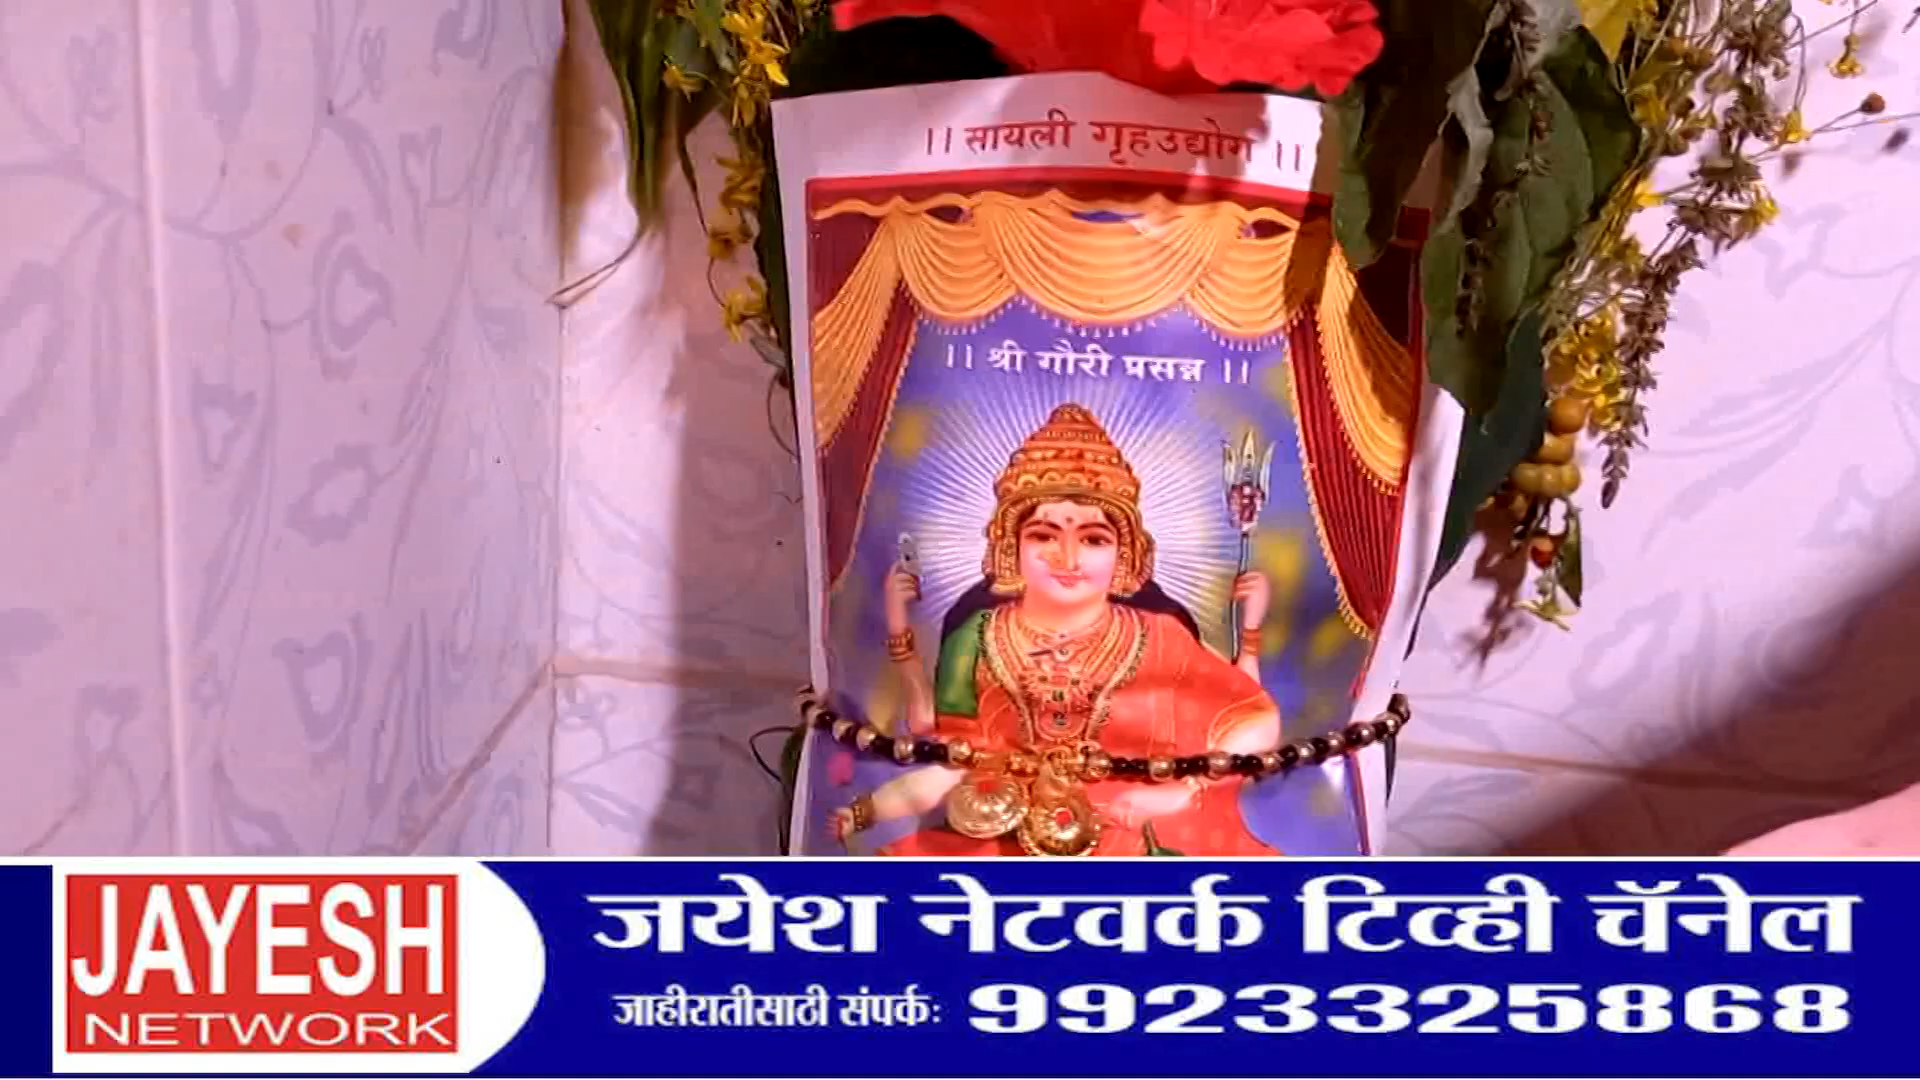 ।। सायली गृहउद्योग ।।
।। श्री गौरी प्रसन्न ।।
JAYESH
NETWORK
जयेश नेटवर्क टिव्ही चॅनेल
जाहीरातीसाठी संपर्क: 9923325868